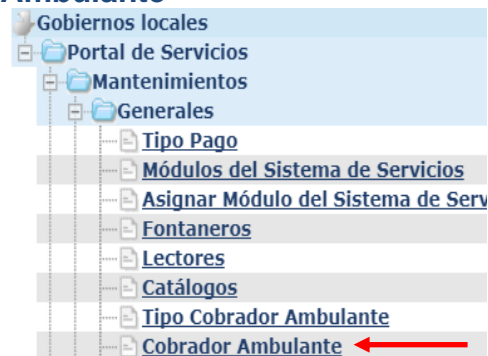 Ambulante
Gobiernos locales
Portal de Servicios
Mantenimientos
Generales
Tipo Pago
Módulos del Sistema de Servicios
Asignar Módulo del Sistema de Serv
Fontaneros
Lectores
Catálogos
Tipo Cobrador Ambulante
Cobrador Ambulante